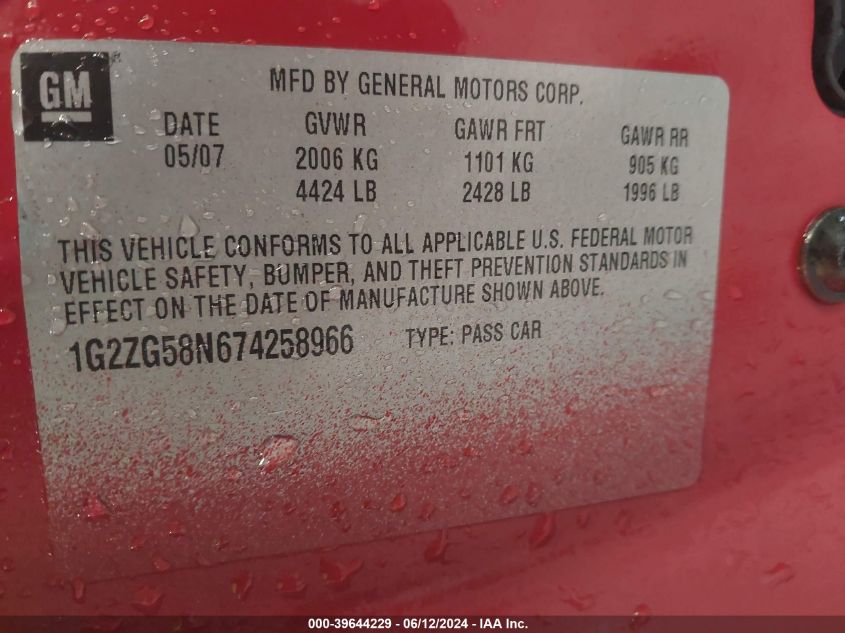 GM
MFD BY GENERAL MOTORS CORP.
DATE GVWR GAWR FRT GAWR RR
05/07 2006 KG 1101 KG 905 KG
4424 LB 2428 LB 1996 LB
THIS VEHICLE CONFORMS TO ALL APPLICABLE U.S. FEDERAL MOTOR
VEHICLE SAFETY, BUMPER, AND THEFT PREVENTION STANDARDS IN
EFFECT ON THE DATE OF MANUFACTURE SHOWN ABOVE.
1G2ZG58N674258966 TYPE: PASS CAR
000-39644229 - 06/12/2024 - IAA Inc.